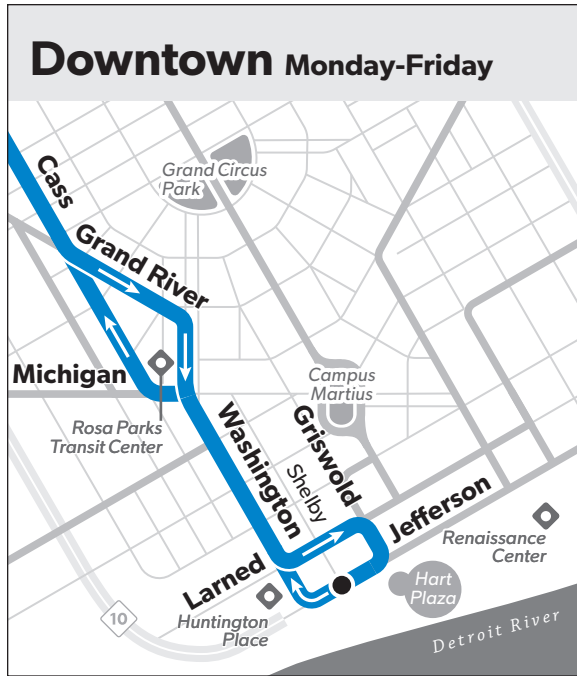 Downtown Monday-Friday
Cass
Grand Circus
Park
Grand River
Michigan
Rosa Parks
Transit Center
Campus
Martius
Washington
Griswold
Shelby
Jefferson
Renaissance
Center
Larned
Hart
Plaza
Huntington
Place
10
Detroit River